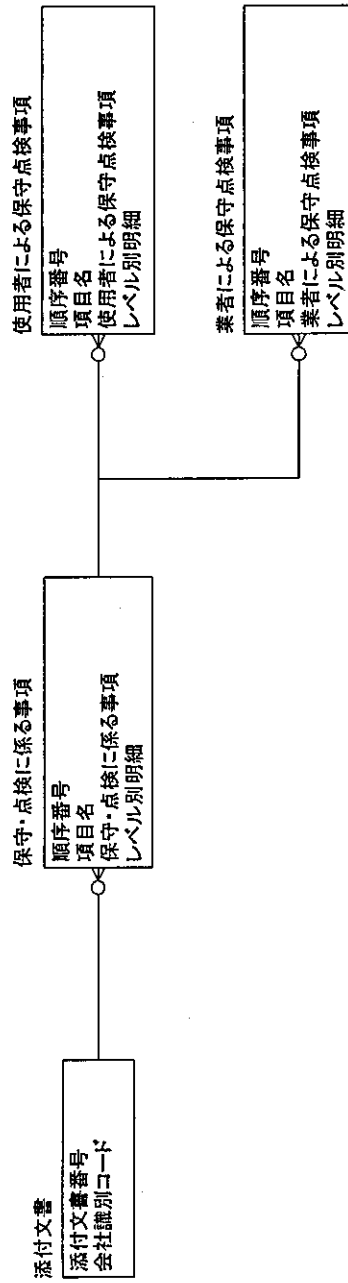 添付文書
添付文書番号
会社識別コード
保守・点検に係る事項
順序番号
項目名
保守・点検に係る事項
レベル別明細
使用者による保守点検事項
順序番号
項目名
使用者による保守点検事項
レベル別明細
業者による保守点検事項
順序番号
項目名
業者による保守点検事項
レベル別明細